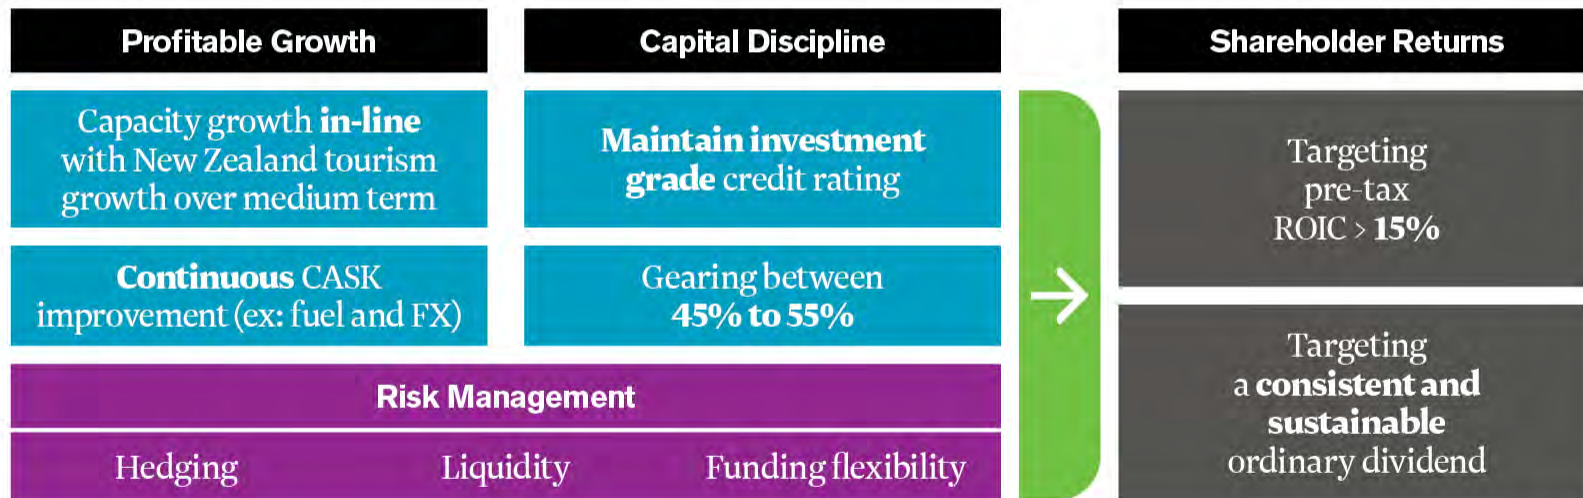 Profitable Growth
Capacity growth in-line
with New Zealand tourism
growth over medium term
Continuous CASK
improvement (ex: fuel and FX)
Capital Discipline
Maintain investment
grade credit rating
Gearing between
45% to 55%
Risk Management
Hedging
Liquidity
Funding flexibility
Shareholder Returns
Targeting
pre-tax
ROIC > 15%
Targeting
a consistent and
sustainable
ordinary dividend